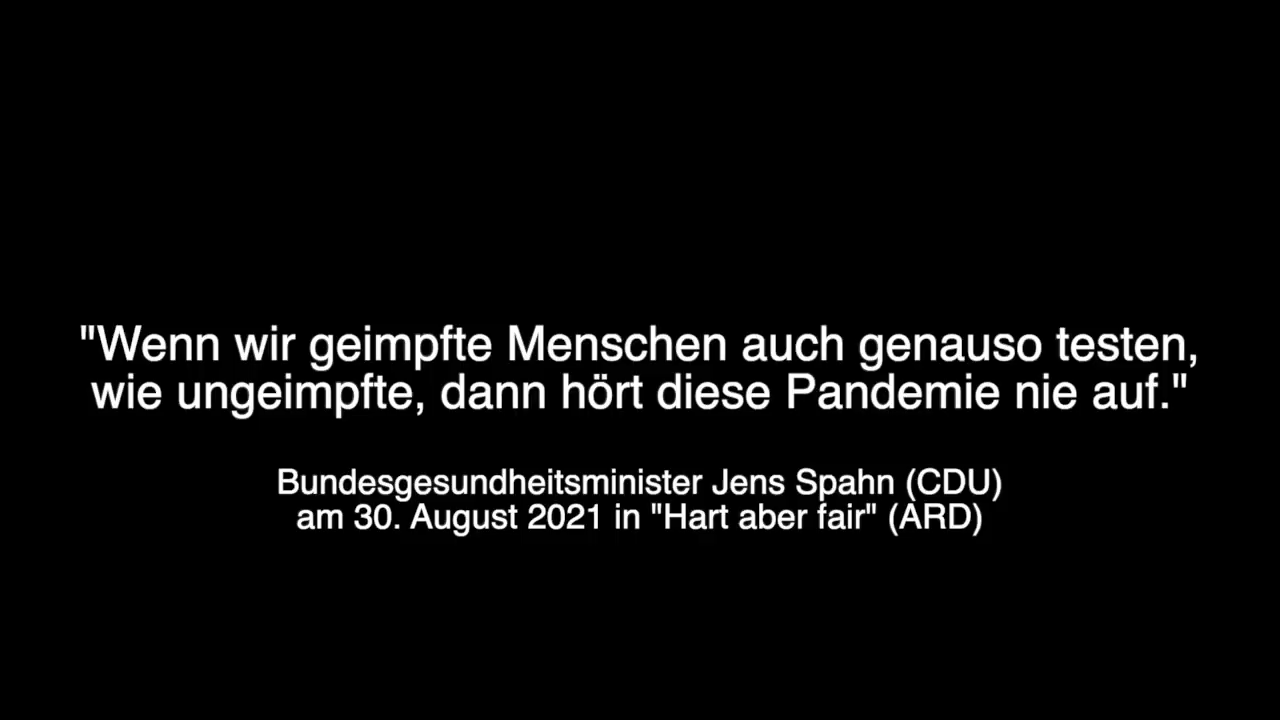 "Wenn wir geimpfte Menschen auch genauso testen,
wie ungeimpfte, dann hört diese Pandemie nie auf."
Bundesgesundheitsminister Jens Spahn (CDU)
am 30. August 2021 in "Hart aber fair" (ARD)